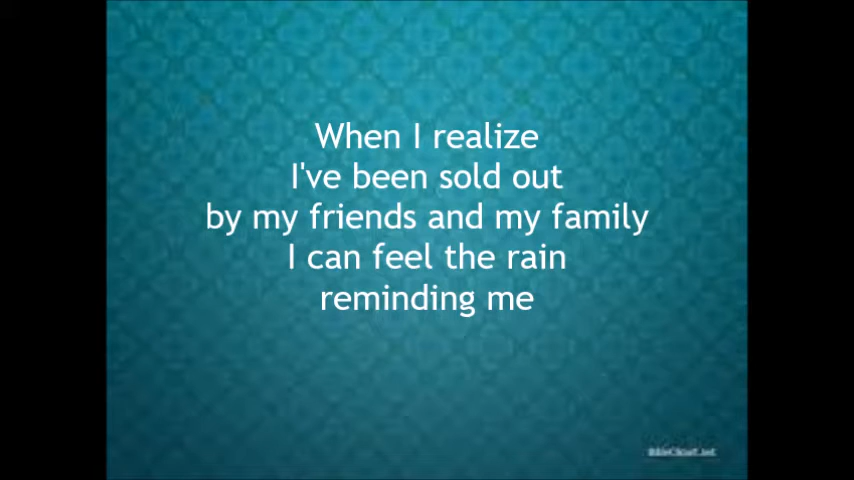 When I realize
I've been sold out
by my friends and my family
I can feel the rain
reminding me